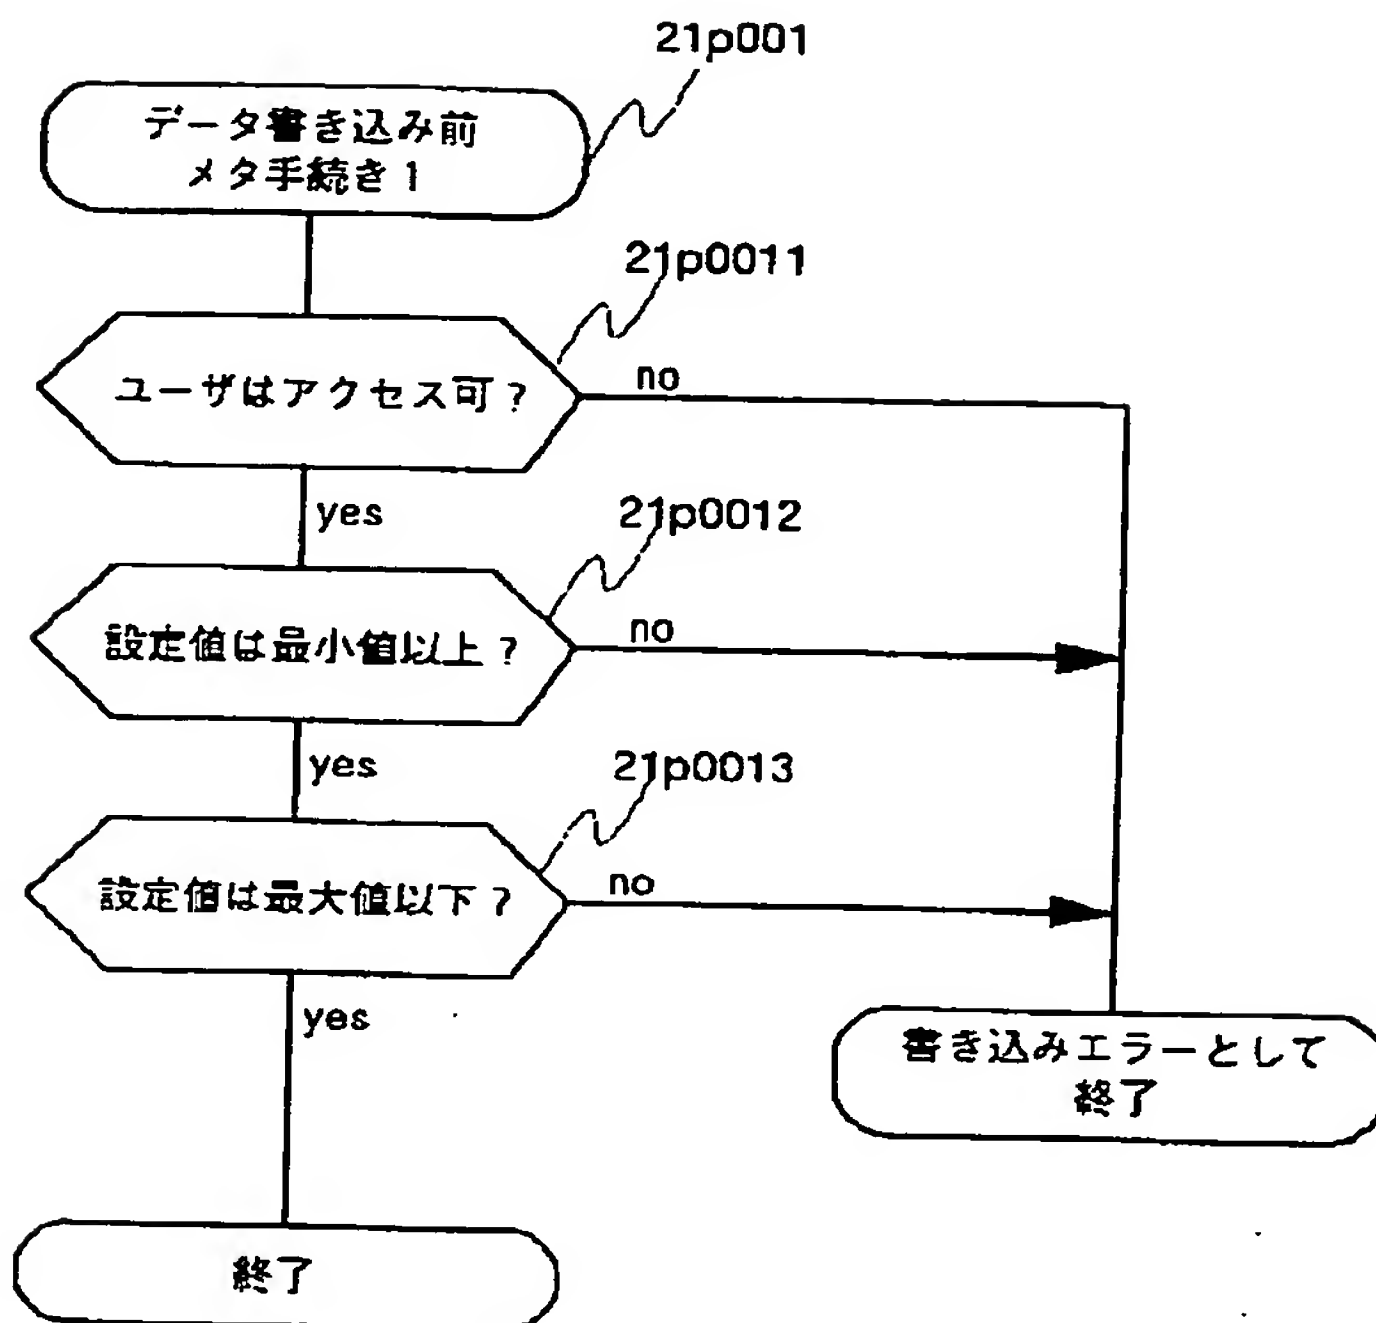 21p001
データ書き込み前
メタ手続き1
21p0011
ユーザはアクセス可?
no
yes
21p0012
設定値は最小値以上?
no
yes
21p0013
設定値は最大値以下?
no
yes
書き込みエラーとして
終了
終了